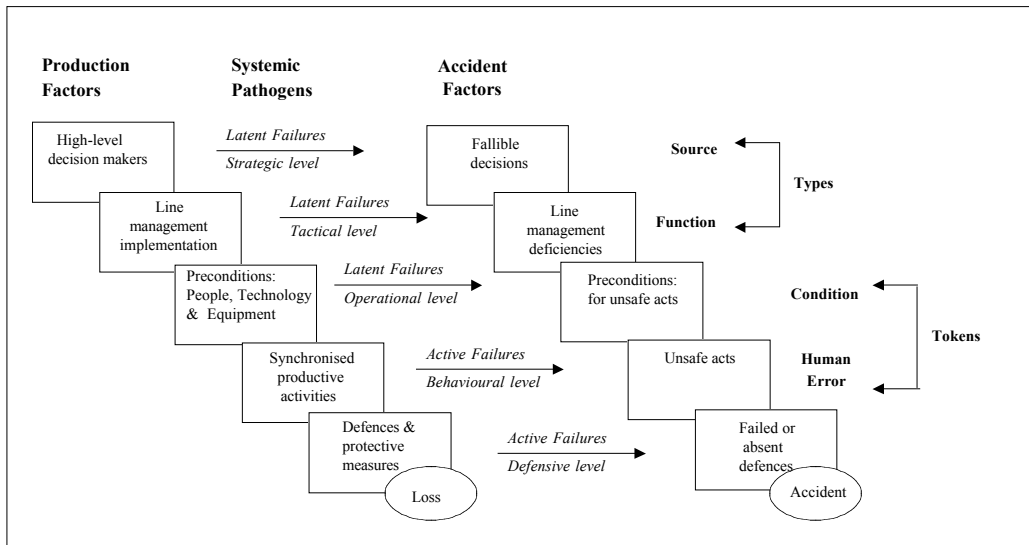 Production
Factors
Systemic
Pathogens
Accident
Factors
High-level
decision makers
Latent Failures
Strategic level
Fallible
decisions
Source
Types
Line
management
implementation
Latent Failures
Tactical level
Line
management
deficiencies
Function
Preconditions:
People, Technology
& Equipment
Latent Failures
Operational level
Preconditions:
for unsafe acts
Condition
Tokens
Synchronised
productive
activities
Active Failures
Behavioural level
Unsafe acts
Human
Error
Defences &
protective
measures
Active Failures
Defensive level
Failed or
absent
defences
Loss
Accident